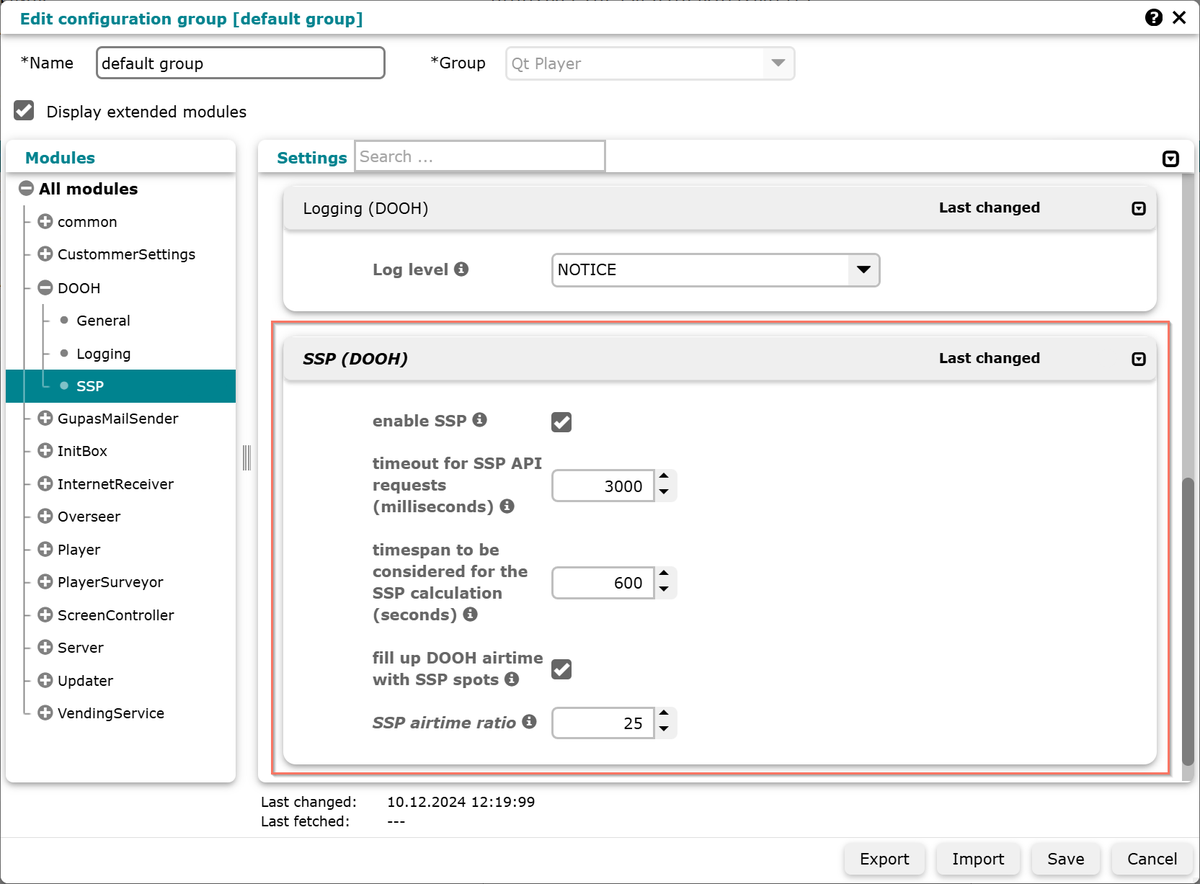 Edit configuration group [default group]
*Name default group *Group Qt Player
Display extended modules
Modules
All modules
common
CustommerSettings
DOOH
General
Logging
SSP
GupasMailSender
InitBox
InternetReceiver
Overseer
Player
PlayerSurveyor
ScreenController
Server
Updater
VendingService
Settings Search ...
Logging (DOOH) Last changed
Log level NOTICE
SSP (DOOH) Last changed
enable SSP
timeout for SSP API
requests
(milliseconds)
3000
timespan to be
considered for the
SSP calculation
(seconds)
600
fill up DOOH airtime
with SSP spots
SSP airtime ratio 25
Last changed: 10.12.2024 12:19:99
Last fetched: ---
Export Import Save Cancel